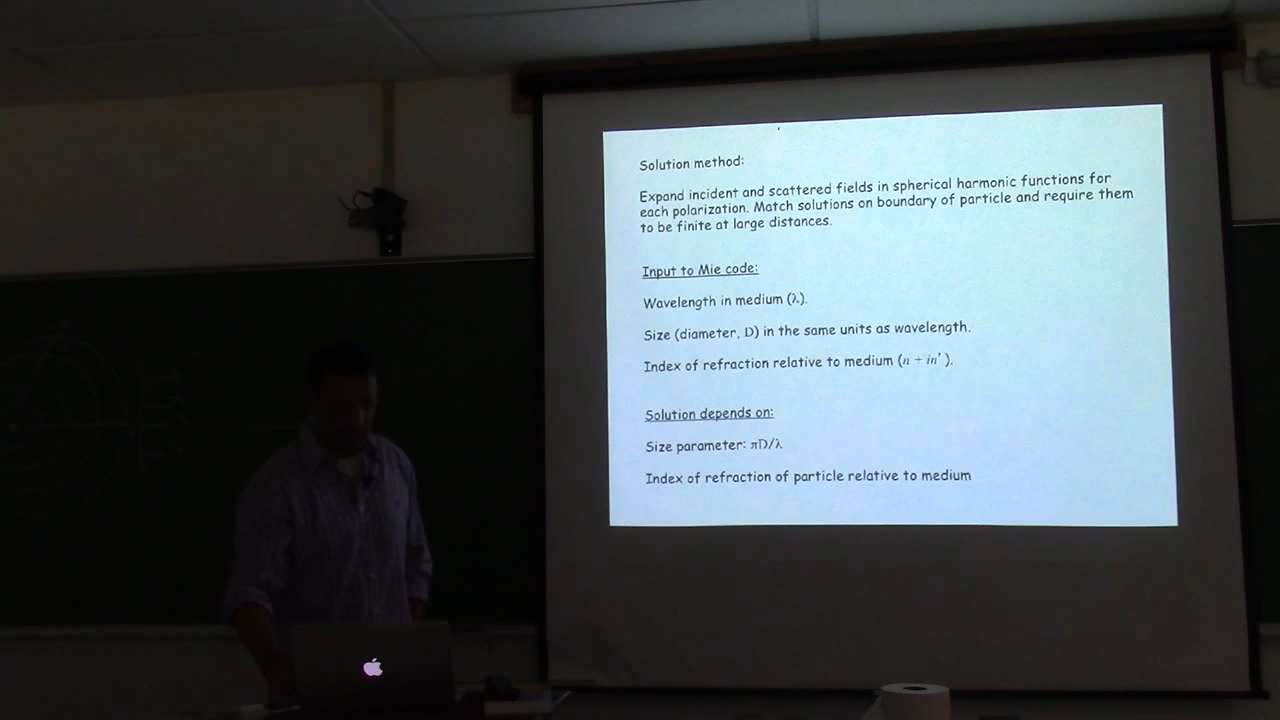 Solution method:
Expand incident and scattered fields in spherical harmonic functions for
each polarization. Match solutions on boundary of particle and require them
to be finite at large distances.
Input to Mie code:
Wavelength in medium (λ).
Size (diameter, D) in the same units as wavelength.
Index of refraction relative to medium (n + in').
Solution depends on:
Size parameter: πD/λ
Index of refraction of particle relative to medium